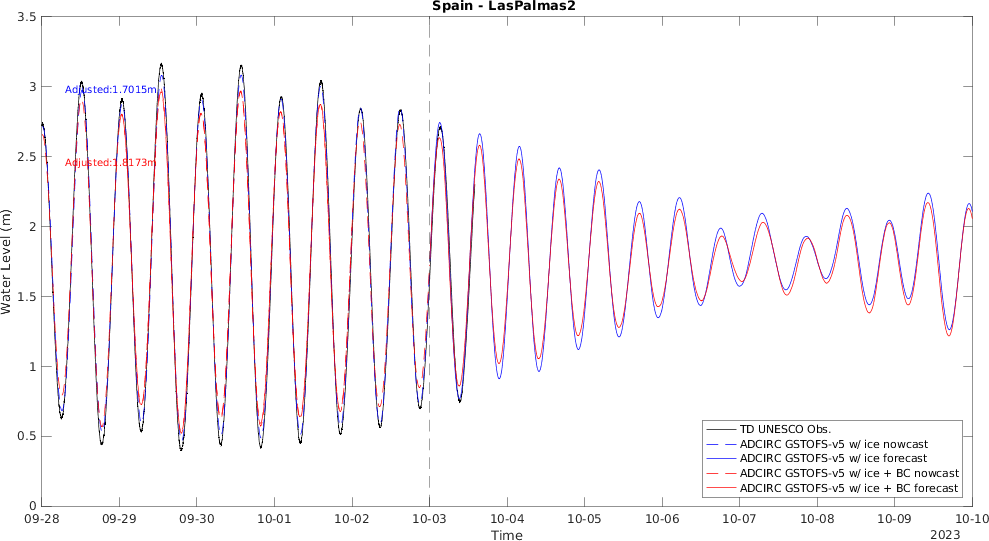 Spain - LasPalmas2
3.5
3
2.5
2
1.5
1
0.5
0
Water Level (m)
Adjusted:1.7015m
Adjusted:1.8173m
TD UNESCO Obs.
ADCIRC GSTOFS-v5 w/ ice nowcast
ADCIRC GSTOFS-v5 w/ ice forecast
ADCIRC GSTOFS-v5 w/ ice + BC nowcast
ADCIRC GSTOFS-v5 w/ ice + BC forecast
09-28 09-29 09-30 10-01 10-02 10-03 10-04 10-05 10-06 10-07 10-08 10-09 10-10
Time
2023